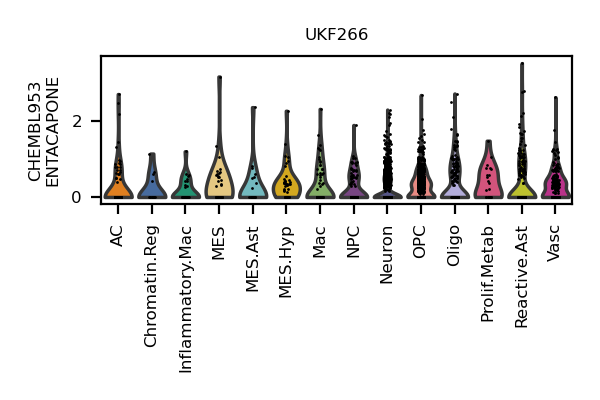 UKF266
CHEMBL953
ENTACAPONE
2
0
AC
Chromatin.Reg
Inflammatory.Mac
MES
MES.Ast
MES.Hyp
Mac
NPC
Neuron
OPC
Oligo
Prolif.Metab
Reactive.Ast
Vasc